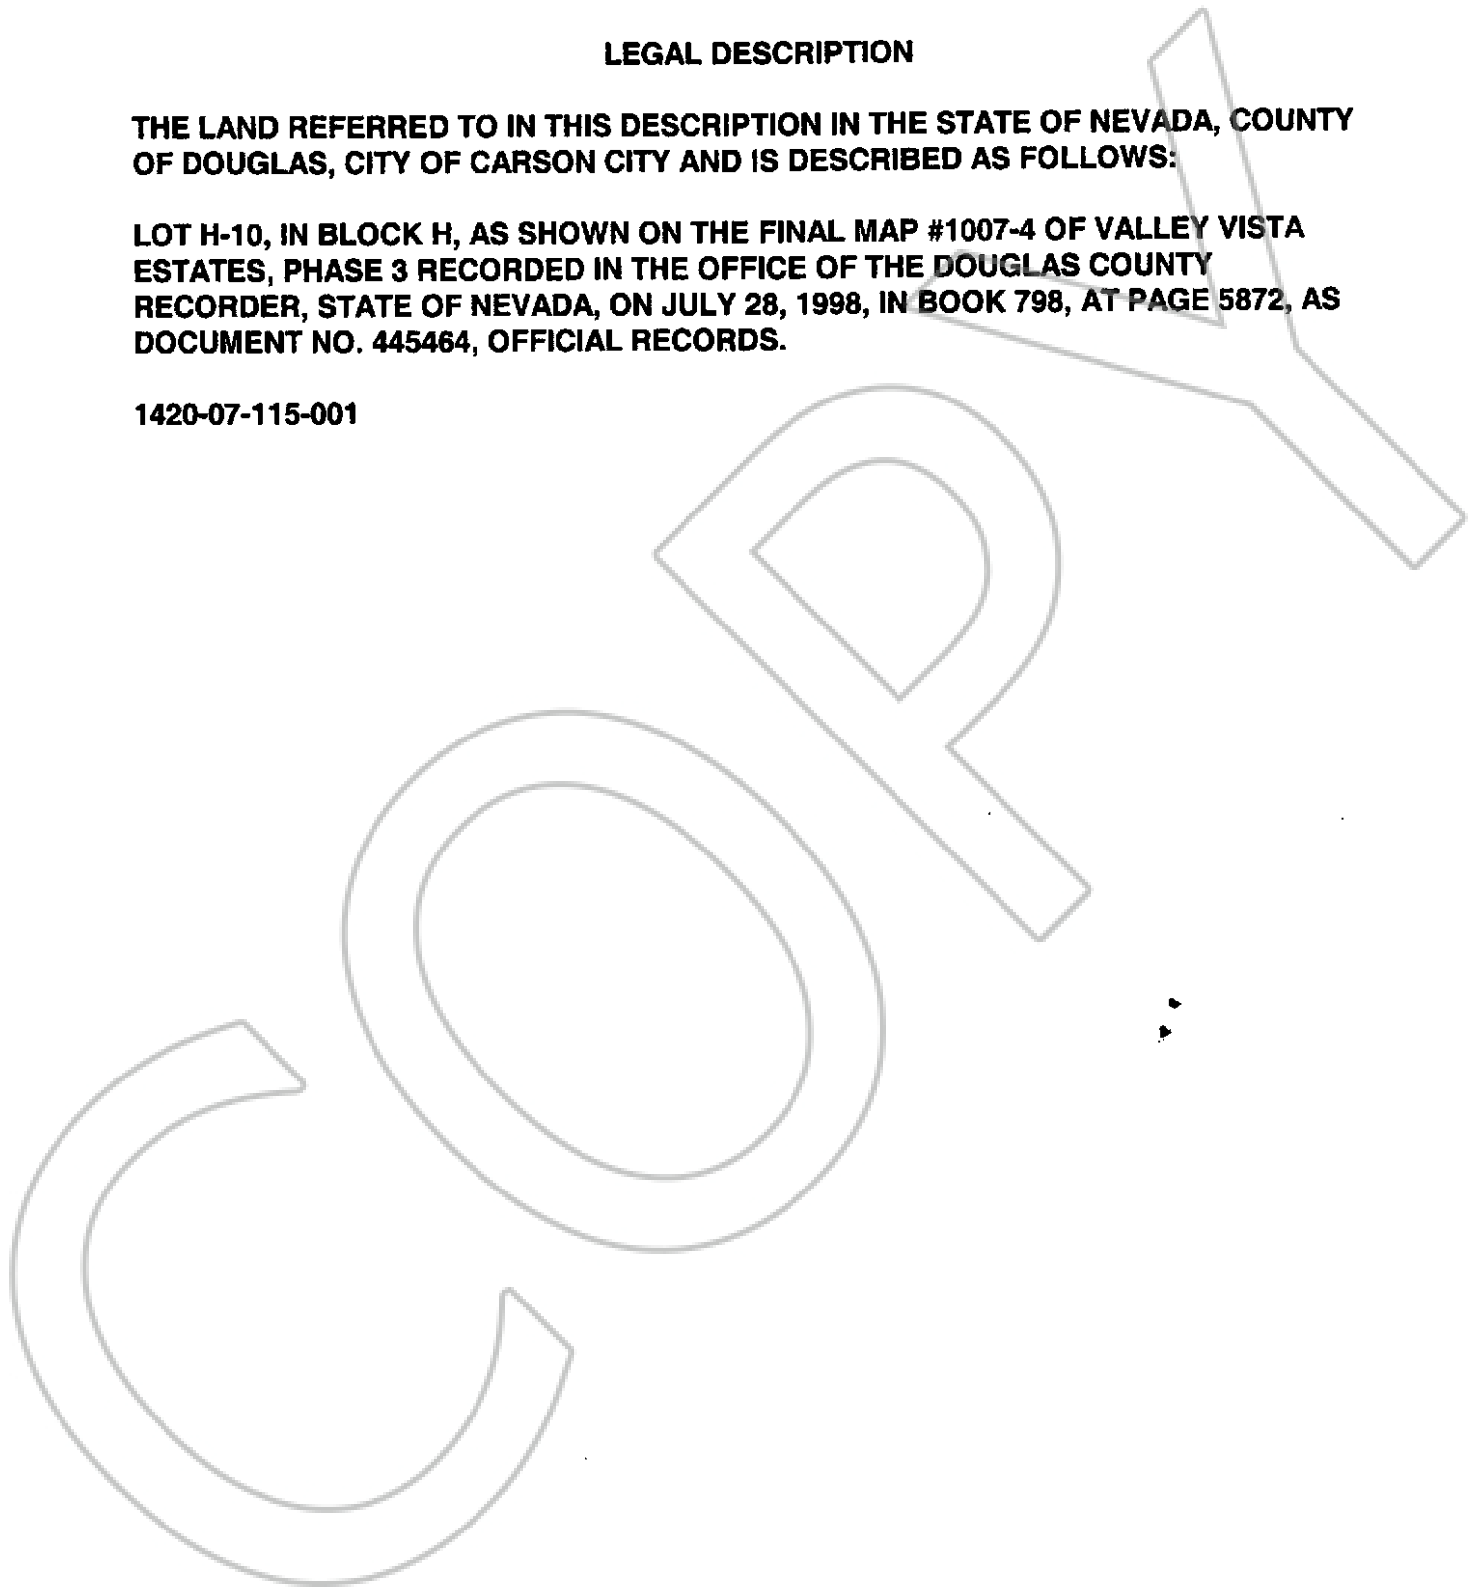 LEGAL DESCRIPTION
THE LAND REFERRED TO IN THIS DESCRIPTION IN THE STATE OF NEVADA, COUNTY
OF DOUGLAS, CITY OF CARSON CITY AND IS DESCRIBED AS FOLLOWS:
LOT H-10, IN BLOCK H, AS SHOWN ON THE FINAL MAP #1007-4 OF VALLEY VISTA
ESTATES, PHASE 3 RECORDED IN THE OFFICE OF THE DOUGLAS COUNTY
RECORDER, STATE OF NEVADA, ON JULY 28, 1998, IN BOOK 798, AT PAGE 5872, AS
DOCUMENT NO. 445464, OFFICIAL RECORDS.
1420-07-115-001
COPY